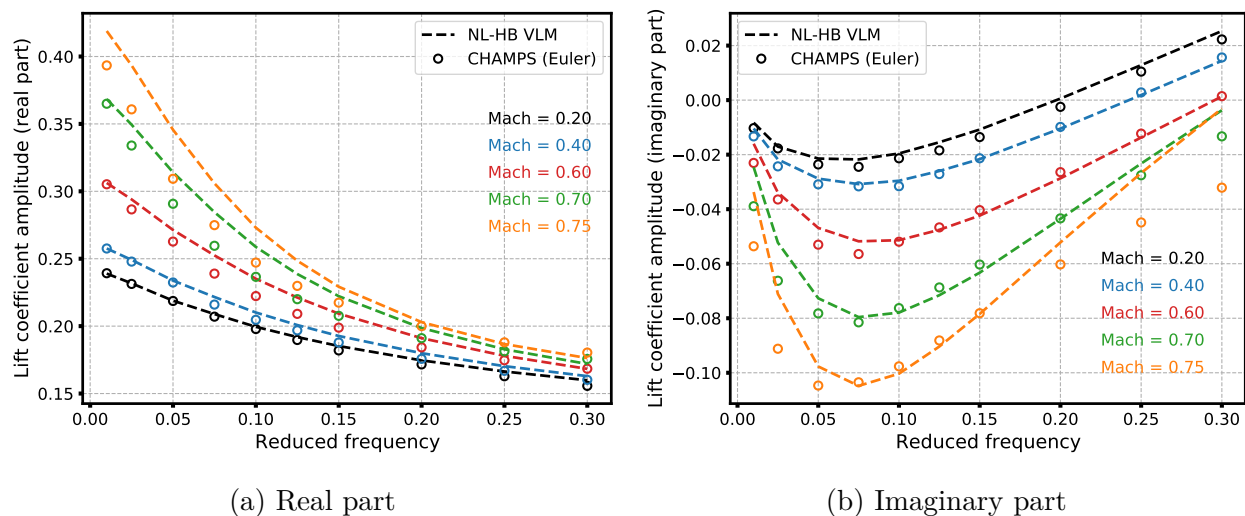 NL-HB VLM
CHAMPS (Euler)
Mach = 0.20
Mach = 0.40
Mach = 0.60
Mach = 0.70
Mach = 0.75
Lift coefficient amplitude (real part)
0.40
0.35
0.30
0.25
0.20
0.15
0.00 0.05 0.10 0.15 0.20 0.25 0.30
Reduced frequency
(a) Real part
NL-HB VLM
CHAMPS (Euler)
Mach = 0.20
Mach = 0.40
Mach = 0.60
Mach = 0.70
Mach = 0.75
Lift coefficient amplitude (imaginary part)
0.02
0.00
−0.02
−0.04
−0.06
−0.08
−0.10
0.00 0.05 0.10 0.15 0.20 0.25 0.30
Reduced frequency
(b) Imaginary part